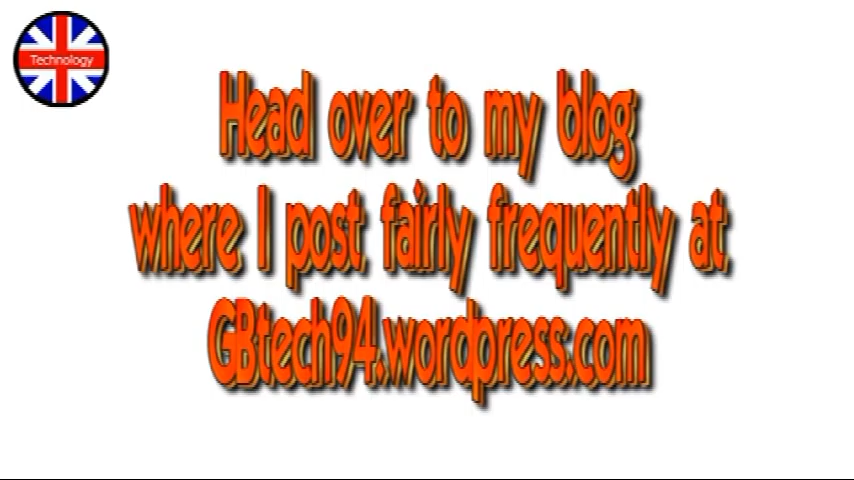 Technology
Head over to my blog
where I post fairly frequently at
GBtech94.wordpress.com